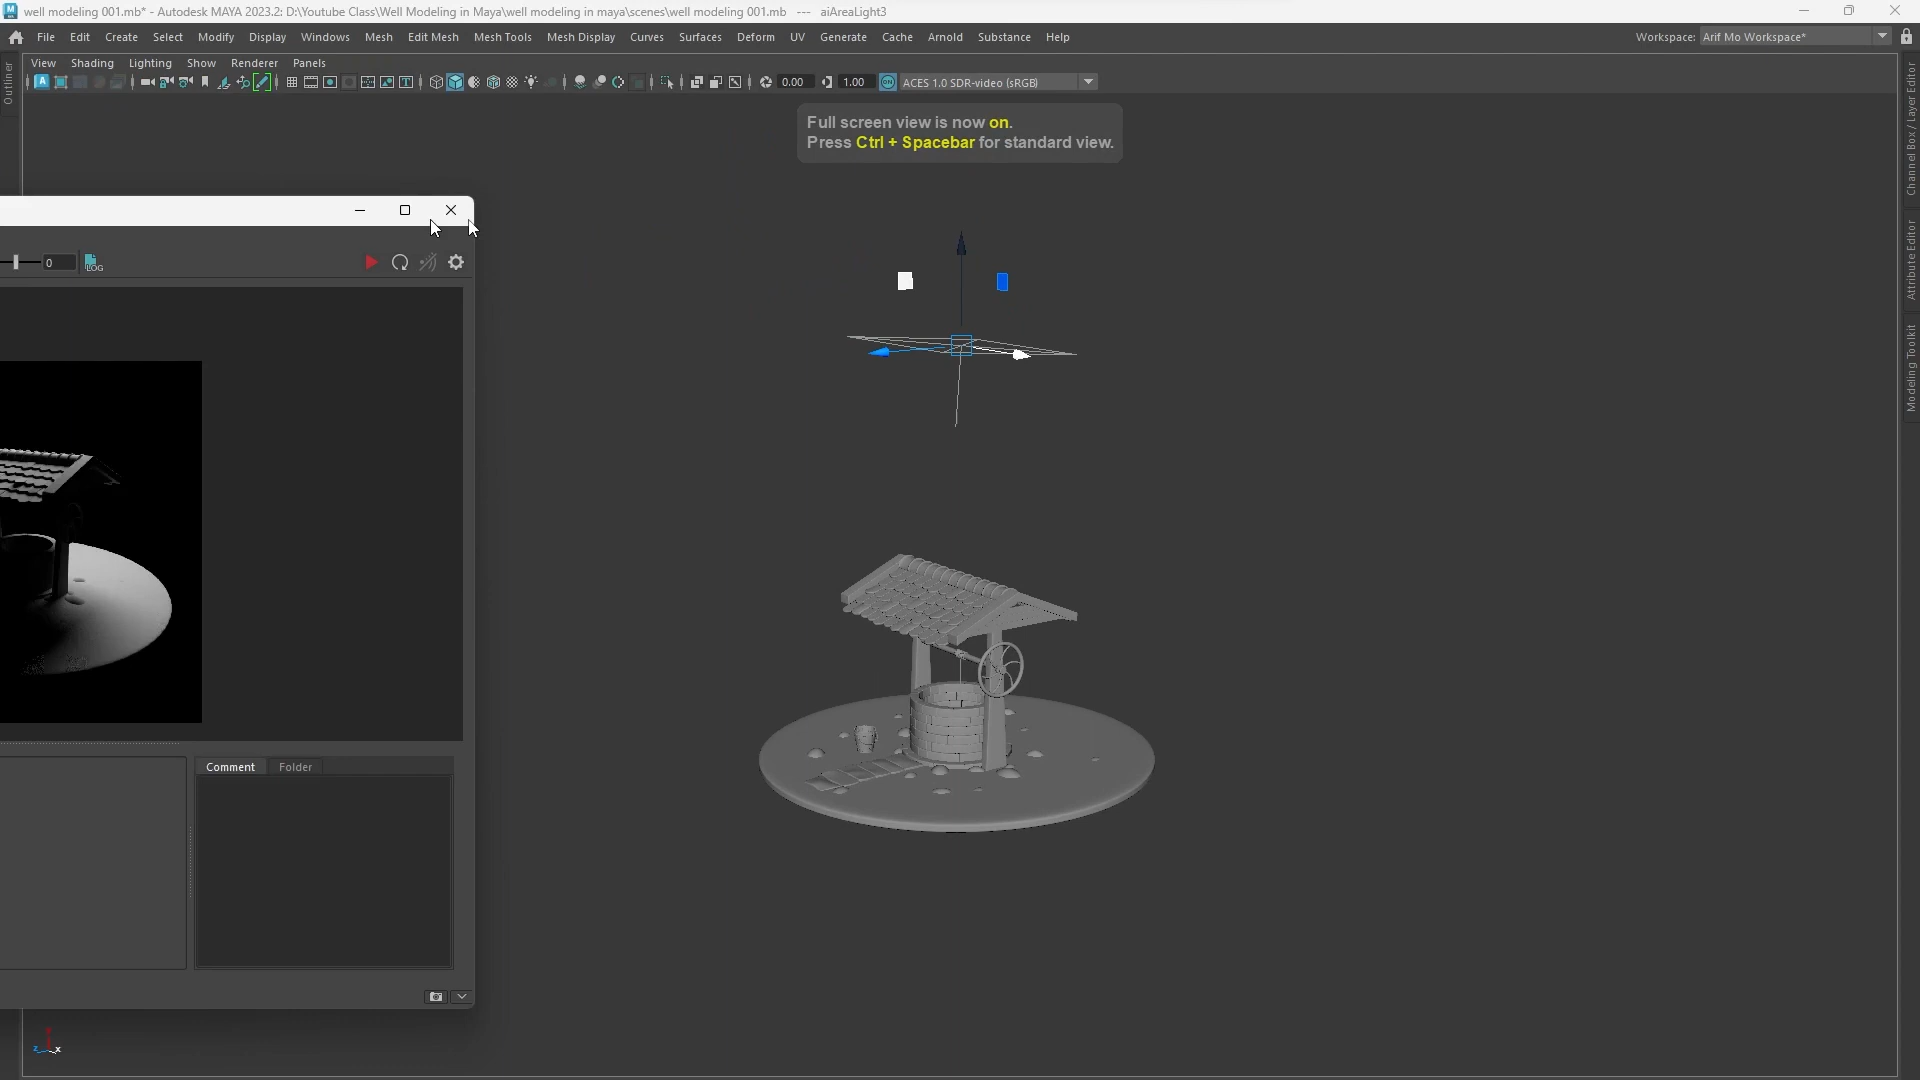 well modeling 001.mb* - Autodesk MAYA 2023.2: D:\Youtube Class\Well Modeling in Maya\well modeling in maya\scenes\well modeling 001.mb --- aiAreaLight3
File Edit Create Select Modify Display Windows Mesh Edit Mesh Mesh Tools Mesh Display Curves Surfaces Deform UV Generate Cache Arnold Substance Help
Workspace: Arif Mo Workspace*
View Shading Lighting Show Renderer Panels
0.00 1.00 ON ACES 1.0 SDR-video (sRGB)
Full screen view is now on.
Press Ctrl + Spacebar for standard view.
0 LOG
Comment Folder
Outliner
Channel Box / Layer Editor
Attribute Editor
Modeling Toolkit
z x